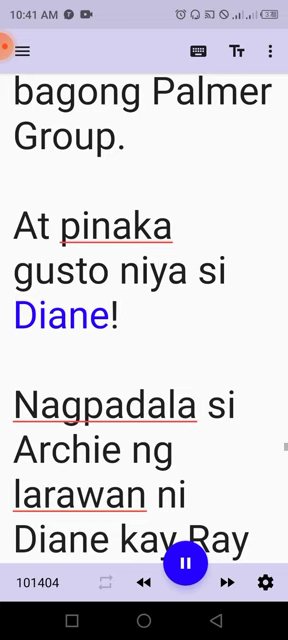 10:41 AM
bagong Palmer
Group.
At pinaka
gusto niya si
Diane!
Nagpadala si
Archie ng
larawan ni
Diane kay Ray
101404